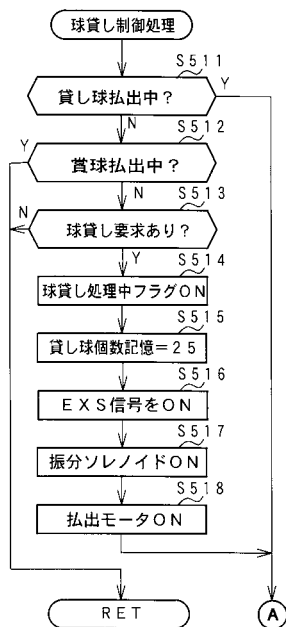 球貸し制御処理
S511
貸し球払出中?
Y
N
S512
Y
賞球払出中?
N
S513
N
球貸し要求あり?
Y
S514
球貸し処理中フラグON
S515
貸し球個数記憶=25
S516
EXS信号をON
S517
振分ソレノイドON
S518
払出モータON
RET
A